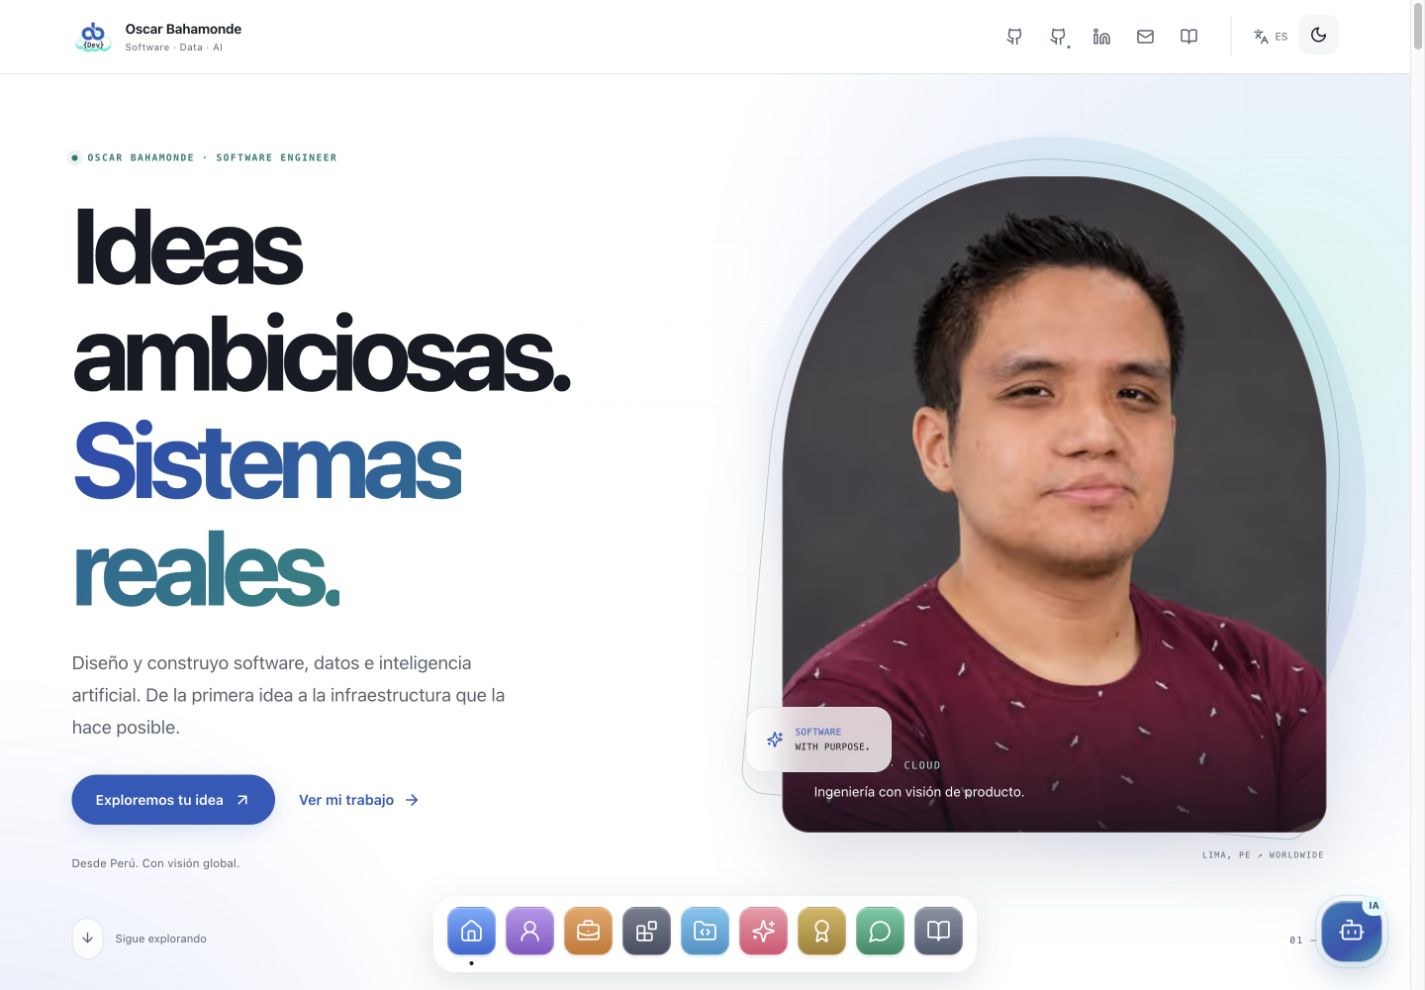 Oscar Bahamonde
Software · Data · AI
ES
OSCAR BAHAMONDE · SOFTWARE ENGINEER
Ideas
ambiciosas.
Sistemas
reales.
Diseño y construyo software, datos e inteligencia
artificial. De la primera idea a la infraestructura que la
hace posible.
Exploremos tu idea
Ver mi trabajo
Desde Perú. Con visión global.
Sigue explorando
SOFTWARE
WITH PURPOSE.
· CLOUD
Ingeniería con visión de producto.
LIMA, PE ↗ WORLDWIDE
IA
01 —
{Dev}